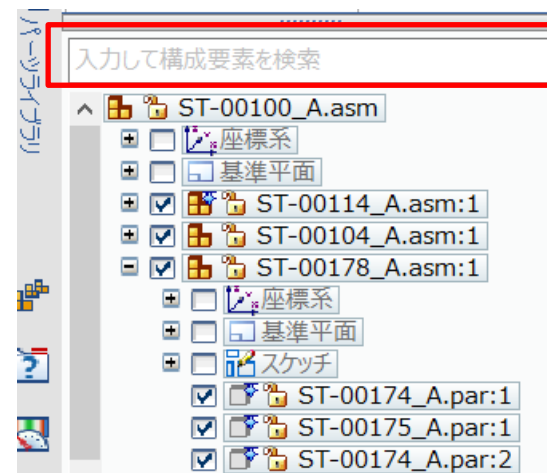 パーツライブラリ
入力して構成要素を検索
ST-00100_A.asm
座標系
基準平面
ST-00114_A.asm:1
ST-00104_A.asm:1
ST-00178_A.asm:1
座標系
基準平面
スケッチ
ST-00174_A.par:1
ST-00175_A.par:1
ST-00174_A.par:2